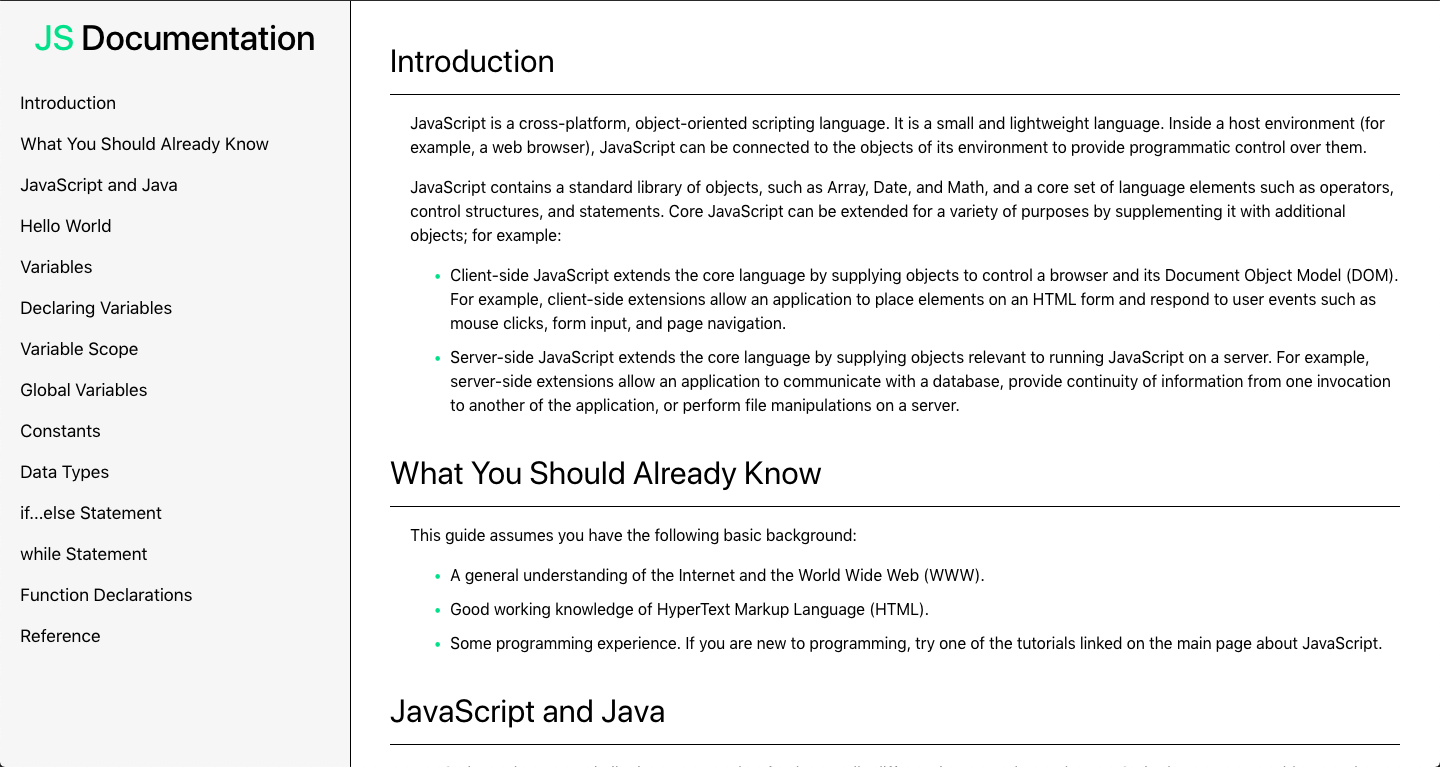 JS Documentation
Introduction
What You Should Already Know
JavaScript and Java
Hello World
Variables
Declaring Variables
Variable Scope
Global Variables
Constants
Data Types
if...else Statement
while Statement
Function Declarations
Reference
Introduction
JavaScript is a cross-platform, object-oriented scripting language. It is a small and lightweight language. Inside a host environment (for
example, a web browser), JavaScript can be connected to the objects of its environment to provide programmatic control over them.
JavaScript contains a standard library of objects, such as Array, Date, and Math, and a core set of language elements such as operators,
control structures, and statements. Core JavaScript can be extended for a variety of purposes by supplementing it with additional
objects; for example:
• Client-side JavaScript extends the core language by supplying objects to control a browser and its Document Object Model (DOM).
For example, client-side extensions allow an application to place elements on an HTML form and respond to user events such as
mouse clicks, form input, and page navigation.
• Server-side JavaScript extends the core language by supplying objects relevant to running JavaScript on a server. For example,
server-side extensions allow an application to communicate with a database, provide continuity of information from one invocation
to another of the application, or perform file manipulations on a server.
What You Should Already Know
This guide assumes you have the following basic background:
• A general understanding of the Internet and the World Wide Web (WWW).
• Good working knowledge of HyperText Markup Language (HTML).
• Some programming experience. If you are new to programming, try one of the tutorials linked on the main page about JavaScript.
JavaScript and Java